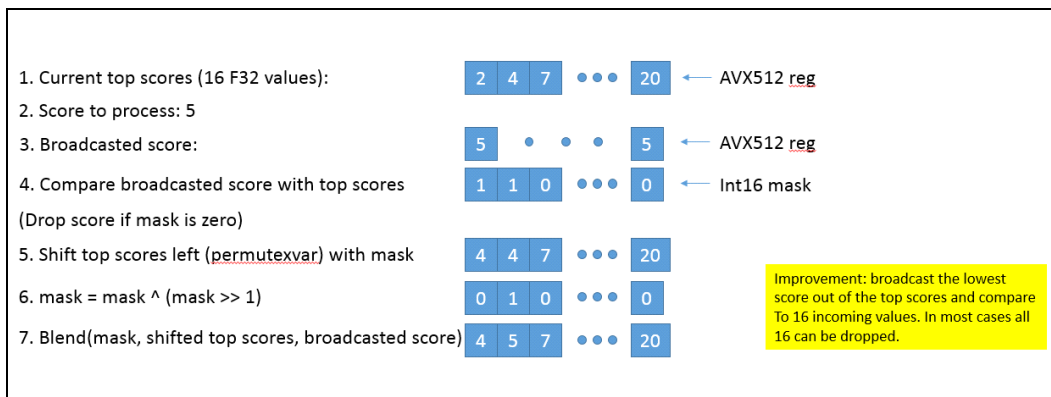 1. Current top scores (16 F32 values): 2 4 7 ●●● 20 AVX512 reg
2. Score to process: 5
3. Broadcasted score: 5 ● ● ● 5 AVX512 reg
4. Compare broadcasted score with top scores 1 1 0 ●●● 0 Int16 mask
(Drop score if mask is zero)
5. Shift top scores left (permutexvar) with mask 4 4 7 ●●● 20
6. mask = mask ^ (mask >> 1) 0 1 0 ●●● 0
7. Blend(mask, shifted top scores, broadcasted score) 4 5 7 ●●● 20
Improvement: broadcast the lowest
score out of the top scores and compare
To 16 incoming values. In most cases all
16 can be dropped.